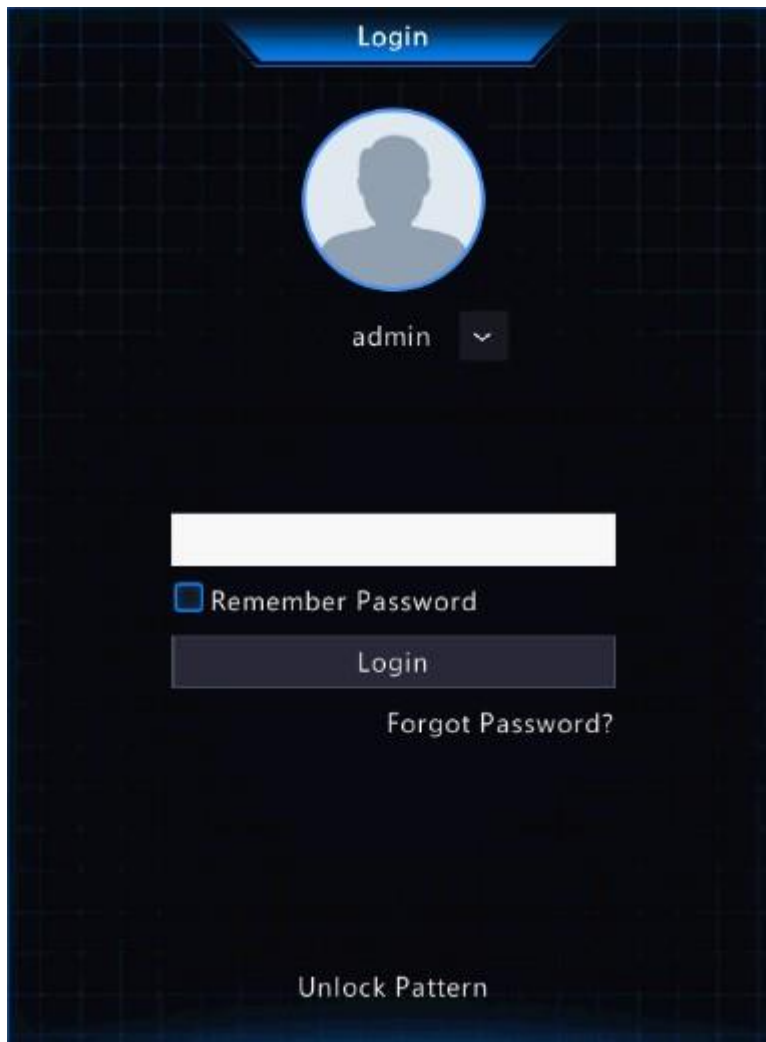 Login
admin
Remember Password
Login
Forgot Password?
Unlock Pattern